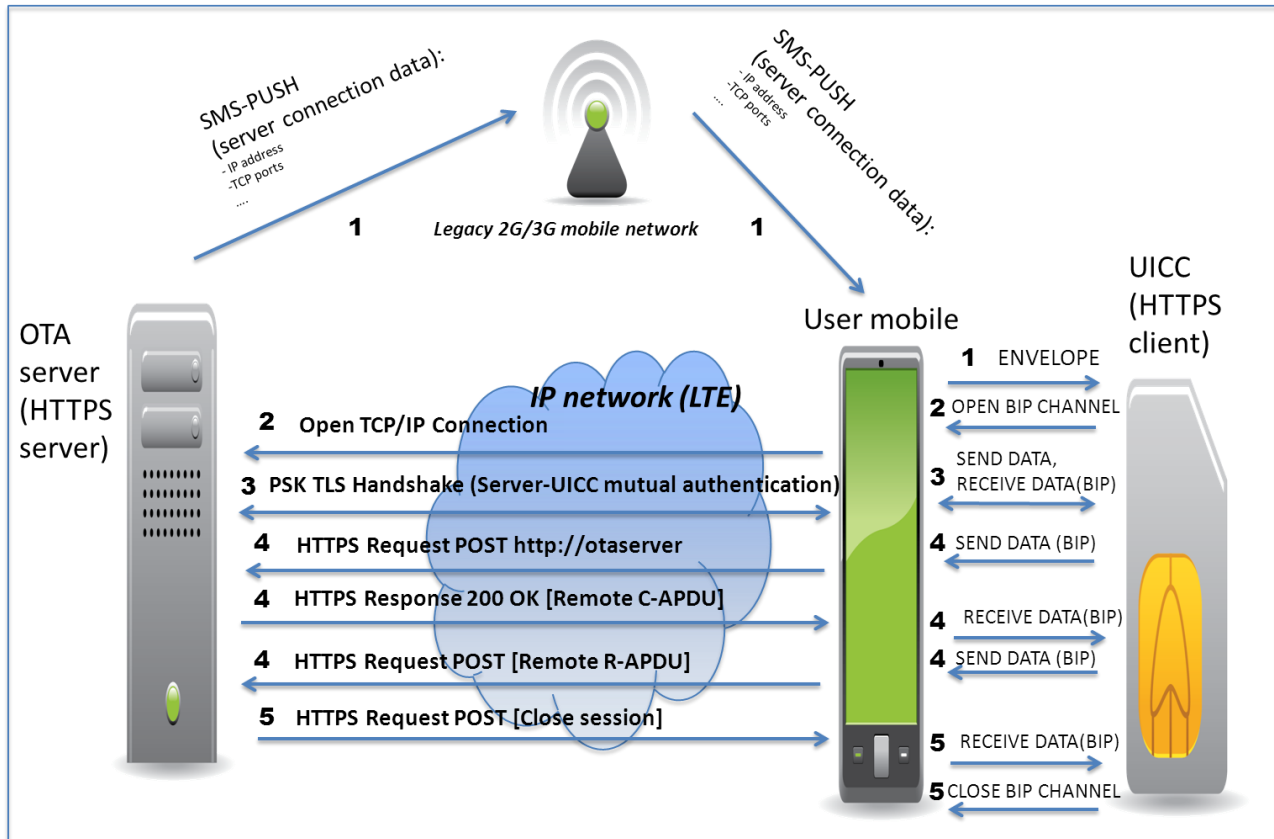 SMS-PUSH
(server connection data):
- IP address
-TCP ports
....
SMS-PUSH
(server connection data):
- IP address
-TCP ports
....
1
Legacy 2G/3G mobile network
1
OTA
server
(HTTPS
server)
User mobile
UICC
(HTTPS
client)
IP network (LTE)
1 ENVELOPE
2 Open TCP/IP Connection
2 OPEN BIP CHANNEL
3 PSK TLS Handshake (Server-UICC mutual authentication)
3 SEND DATA,
RECEIVE DATA(BIP)
4 HTTPS Request POST http://otaserver
4 SEND DATA (BIP)
4 HTTPS Response 200 OK [Remote C-APDU]
4 RECEIVE DATA(BIP)
4 HTTPS Request POST [Remote R-APDU]
4 SEND DATA (BIP)
5 HTTPS Request POST [Close session]
5 RECEIVE DATA(BIP)
5 CLOSE BIP CHANNEL